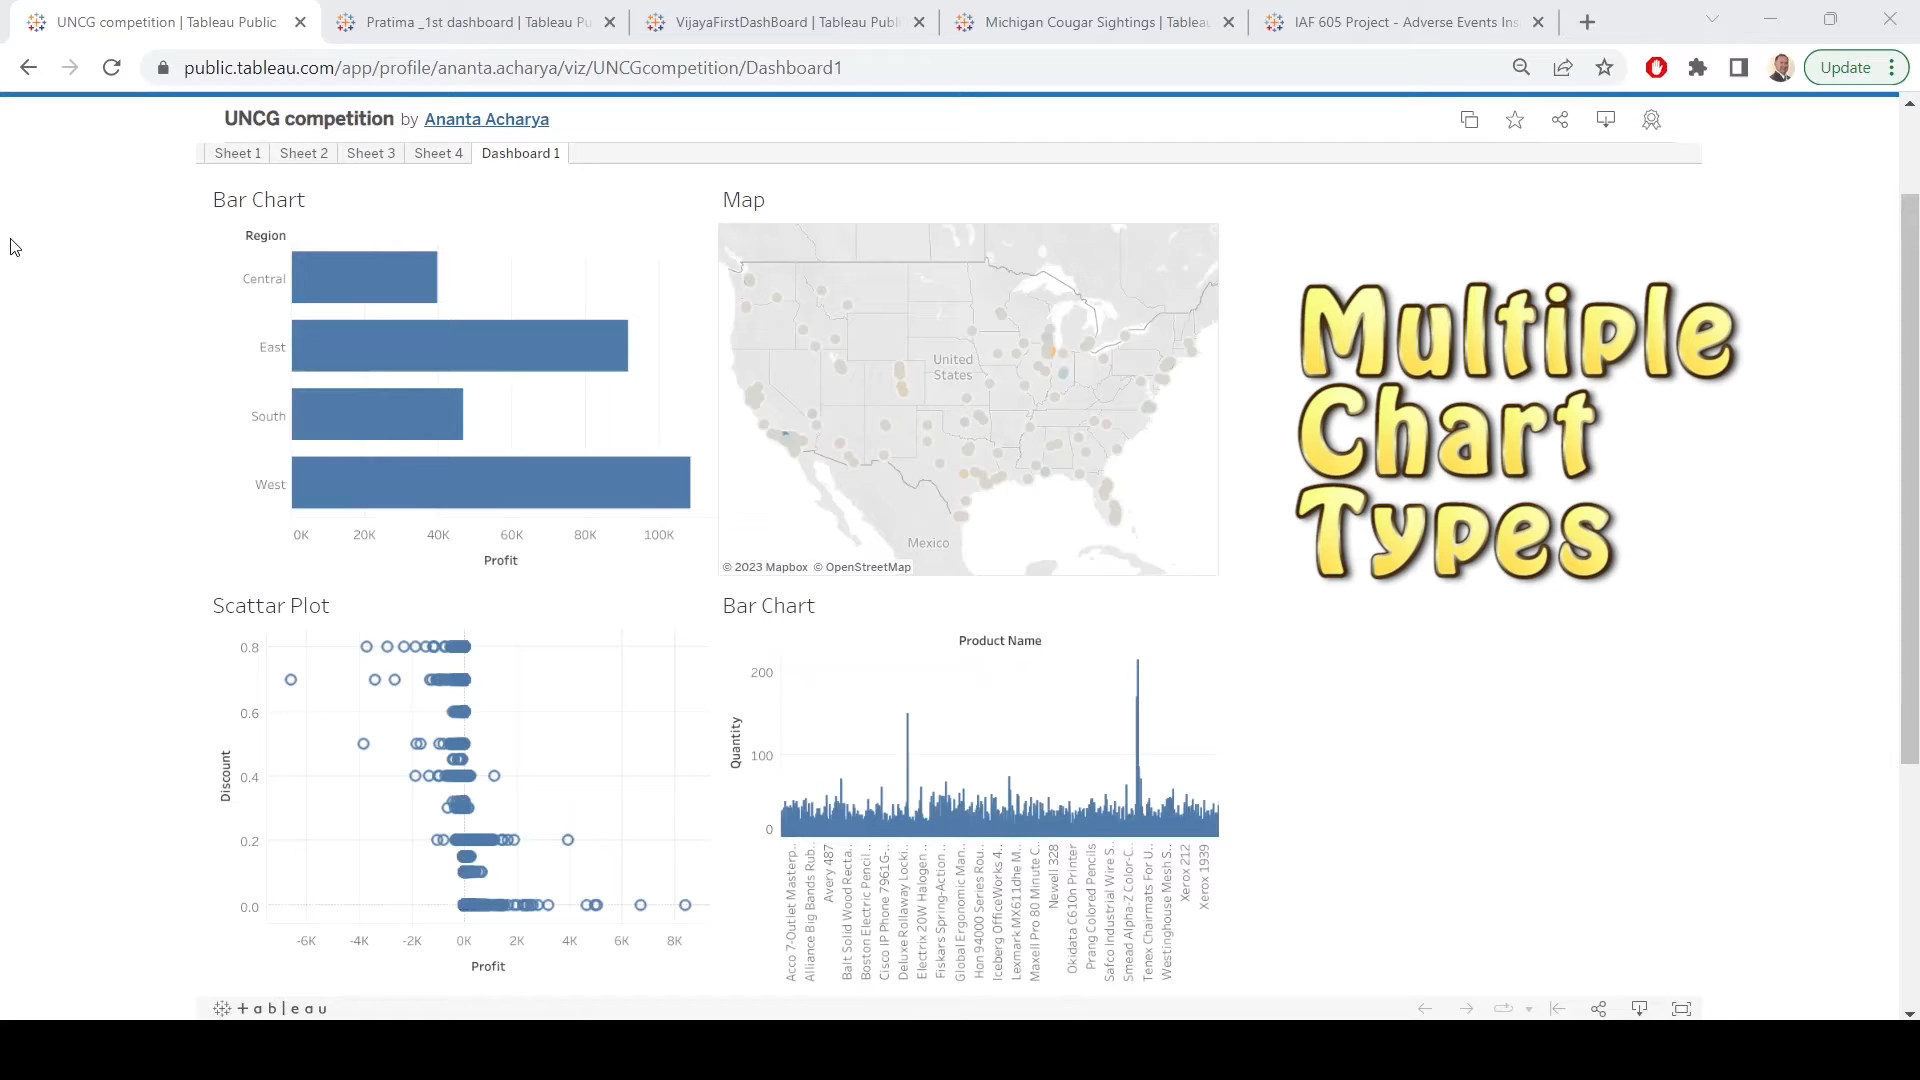 UNCG competition | Tableau Public
Pratima _1st dashboard | Tableau Pu
VijayaFirstDashBoard | Tableau Publi
Michigan Cougar Sightings | Tableau
IAF 605 Project - Adverse Events Ins
public.tableau.com/app/profile/ananta.acharya/viz/UNCGcompetition/Dashboard1
Update
UNCG competition by Ananta Acharya
Sheet 1
Sheet 2
Sheet 3
Sheet 4
Dashboard 1
Bar Chart
Region
Central
East
South
West
0K 20K 40K 60K 80K 100K
Profit
Map
United
States
Mexico
© 2023 Mapbox © OpenStreetMap
Multiple
Chart
Types
Scattar Plot
Discount
0.8
0.6
0.4
0.2
0.0
-6K -4K -2K 0K 2K 4K 6K 8K
Profit
Bar Chart
Product Name
Quantity
200
100
0
Acco 7-Outlet Masterp..
Alliance Big Bands Rub..
Avery 487
Balt Solid Wood Recta..
Boston Electric Pencil..
Cisco IP Phone 7961G-..
Deluxe Rollaway Locki..
Electrix 20W Halogen ..
Fiskars Spring-Action ..
Global Ergonomic Man..
Hon 94000 Series Rou..
Iceberg OfficeWorks 4..
Lexmark MX611dhe M..
Maxell Pro 80 Minute C..
Newell 328
Okidata C610n Printer
Prang Colored Pencils
Safco Industrial Wire S..
Smead Alpha-Z Color-C..
Tenex Chairmats For U..
Westinghouse Mesh S..
Xerox 212
Xerox 1939
+ a b | e a u